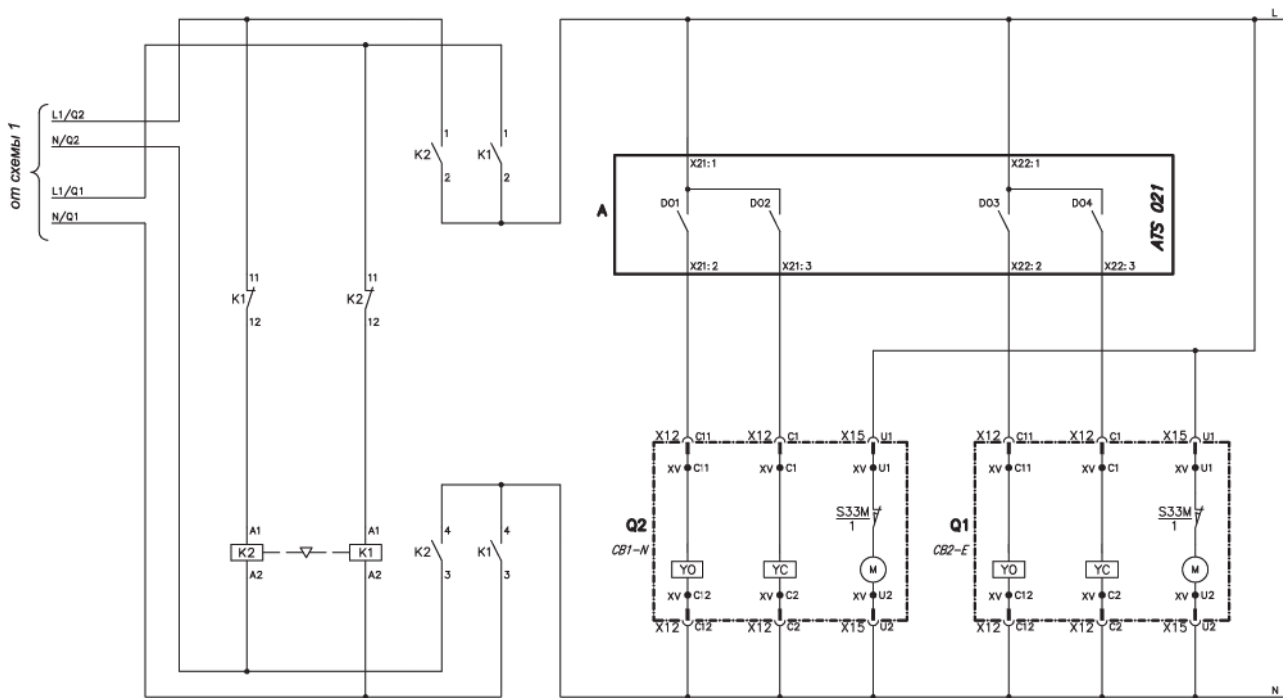 L
L1/Q2
N/Q2
L1/Q1
N/Q1
от схемы 1
K2
1
2
K1
1
2
K1
11
12
K2
11
12
A
X21:1
X22:1
DO1
DO2
DO3
DO4
X21:2
X21:3
X22:2
X22:3
ATS 021
X12 C11
X12 C1
X15 U1
X12 C11
X12 C1
X15 U1
XV C11
XV C1
XV U1
XV C11
XV C1
XV U1
Q2
CB1-N
S33M
1
Q1
CB2-E
S33M
1
A1
K2
A2
A1
K1
A2
K2
4
3
K1
4
3
YO
YC
M
YO
YC
M
XV C12
XV C2
XV U2
XV C12
XV C2
XV U2
X12 C12
X12 C2
X15 U2
X12 C12
X12 C2
X15 U2
N